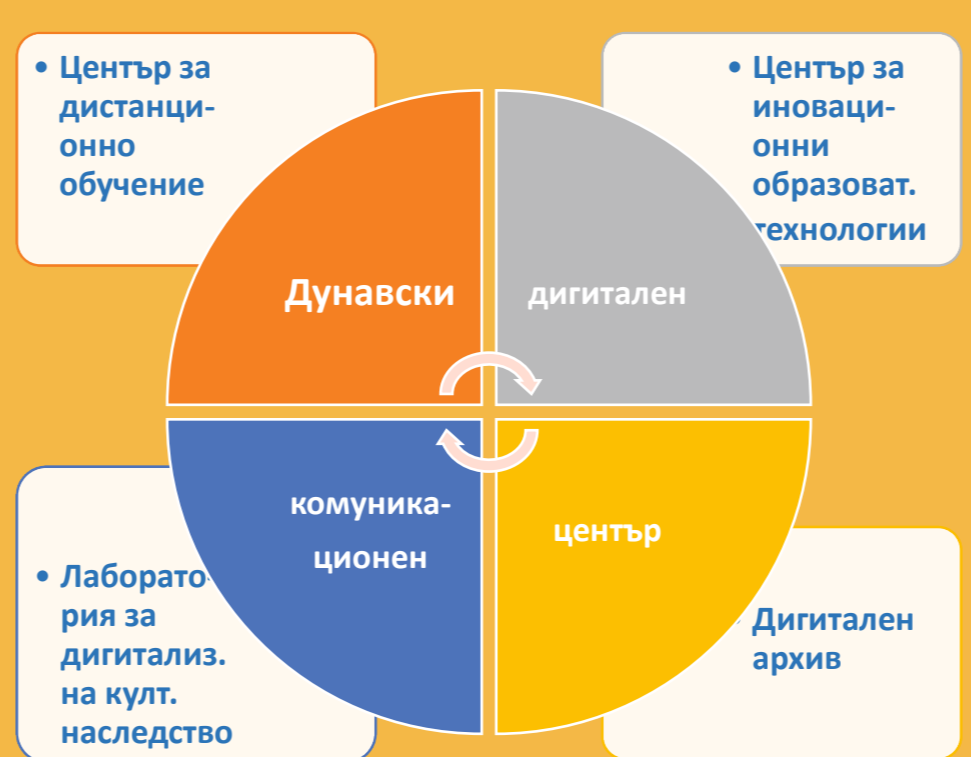 • Център за
дистанци-
онно
обучение
• Център за
иноваци-
онни
образоват.
технологии
Дунавски
дигитален
комуника-
ционен
център
• Лаборато-
рия за
дигитализ.
на култ.
наследство
• Дигитален
архив